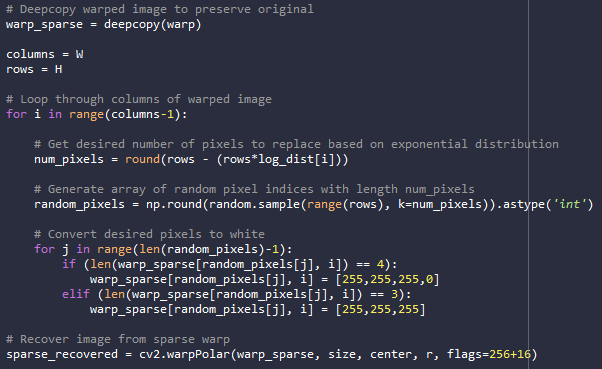 # Deepcopy warped image to preserve original
warp_sparse = deepcopy(warp)
columns = W
rows = H
# Loop through columns of warped image
for i in range(columns-1):
# Get desired number of pixels to replace based on exponential distribution
num_pixels = round(rows - (rows*log_dist[i]))
# Generate array of random pixel indices with length num_pixels
random_pixels = np.round(random.sample(range(rows), k=num_pixels)).astype('int')
# Convert desired pixels to white
for j in range(len(random_pixels)-1):
if (len(warp_sparse[random_pixels[j], i]) == 4):
warp_sparse[random_pixels[j], i] = [255,255,255,0]
elif (len(warp_sparse[random_pixels[j], i]) == 3):
warp_sparse[random_pixels[j], i] = [255,255,255]
# Recover image from sparse warp
sparse_recovered = cv2.warpPolar(warp_sparse, size, center, r, flags=256+16)